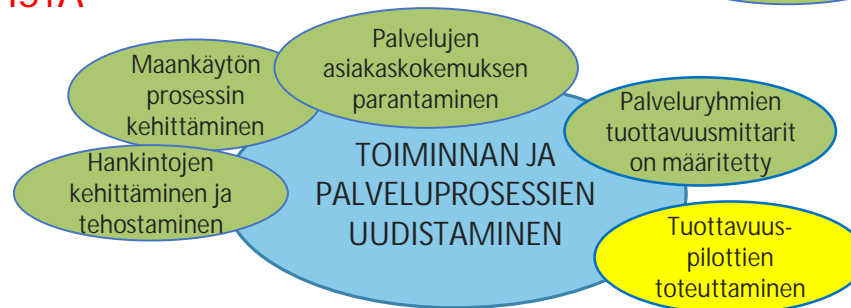 Palvelujen
asiakaskokemuksen
parantaminen
Maankäytön
prosessin
kehittäminen
Palveluryhmien
tuottavuusmittarit
on määritetty
Hankintojen
kehittäminen ja
tehostaminen
TOIMINNAN JA
PALVELUPROSESSIEN
UUDISTAMINEN
Tuottavuus-
pilottien
toteuttaminen